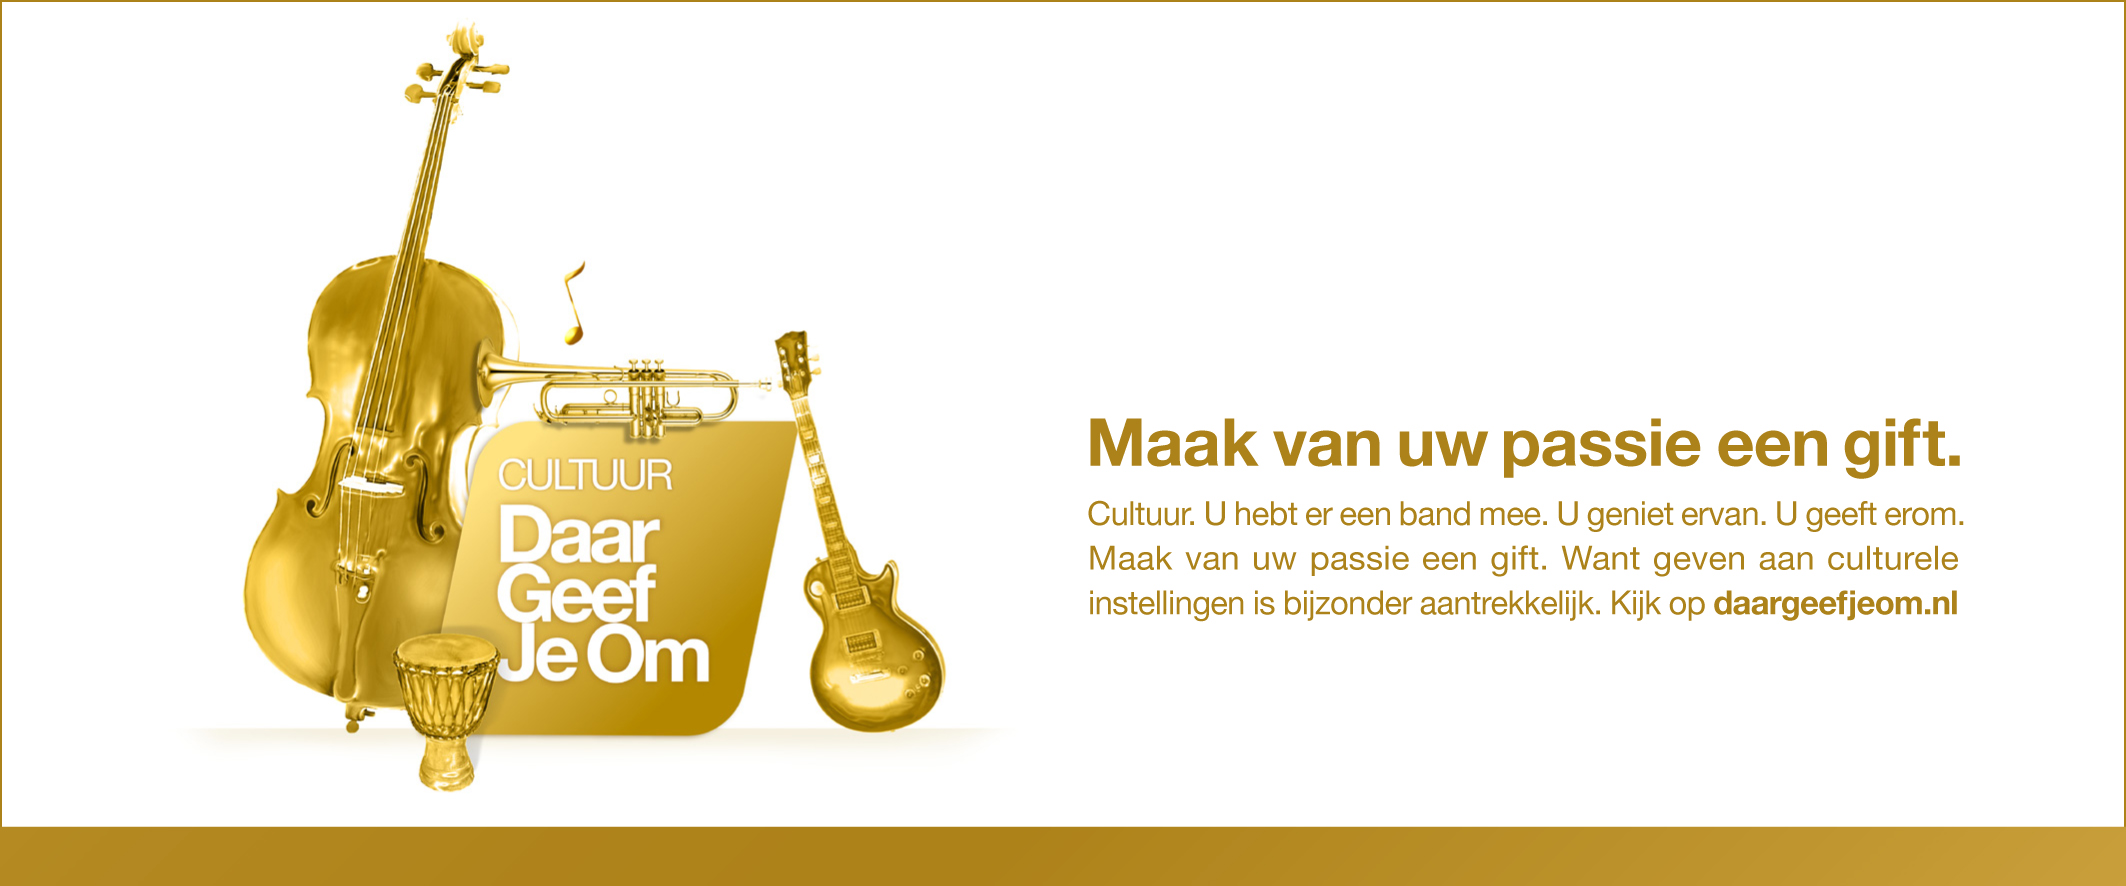 CULTUUR
Daar
Geef
Je Om
Maak van uw passie een gift.
Cultuur. U hebt er een band mee. U geniet ervan. U geeft erom.
Maak van uw passie een gift. Want geven aan culturele
instellingen is bijzonder aantrekkelijk. Kijk op daargeefjeom.nl